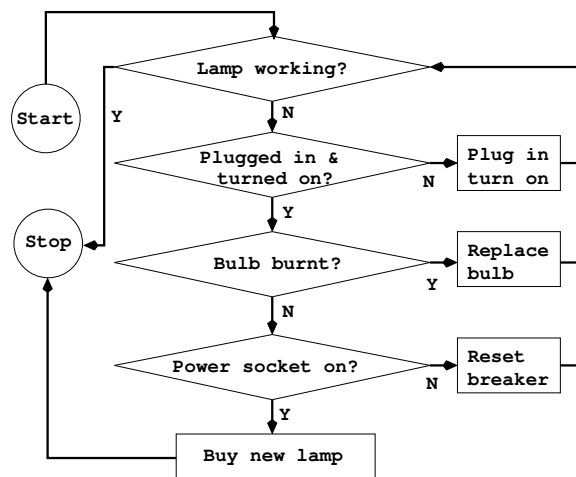 Lamp working?
Start
Y
N
Plugged in &
turned on?
N
Plug in
turn on
Y
Stop
Bulb burnt?
Y
Replace
bulb
N
Power socket on?
N
Reset
breaker
Y
Buy new lamp